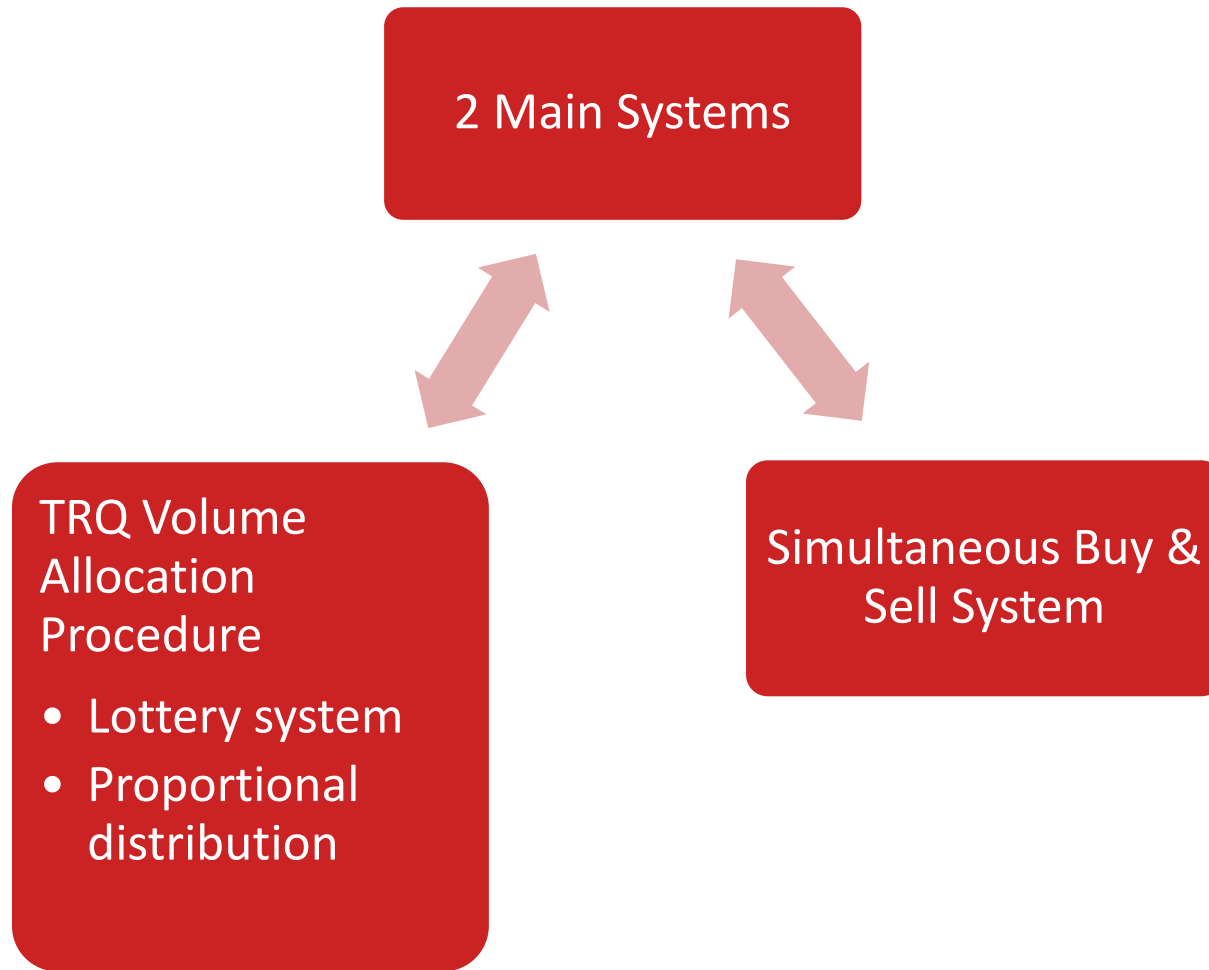 2 Main Systems
TRQ Volume
Allocation
Procedure
• Lottery system
• Proportional
distribution
Simultaneous Buy &
Sell System